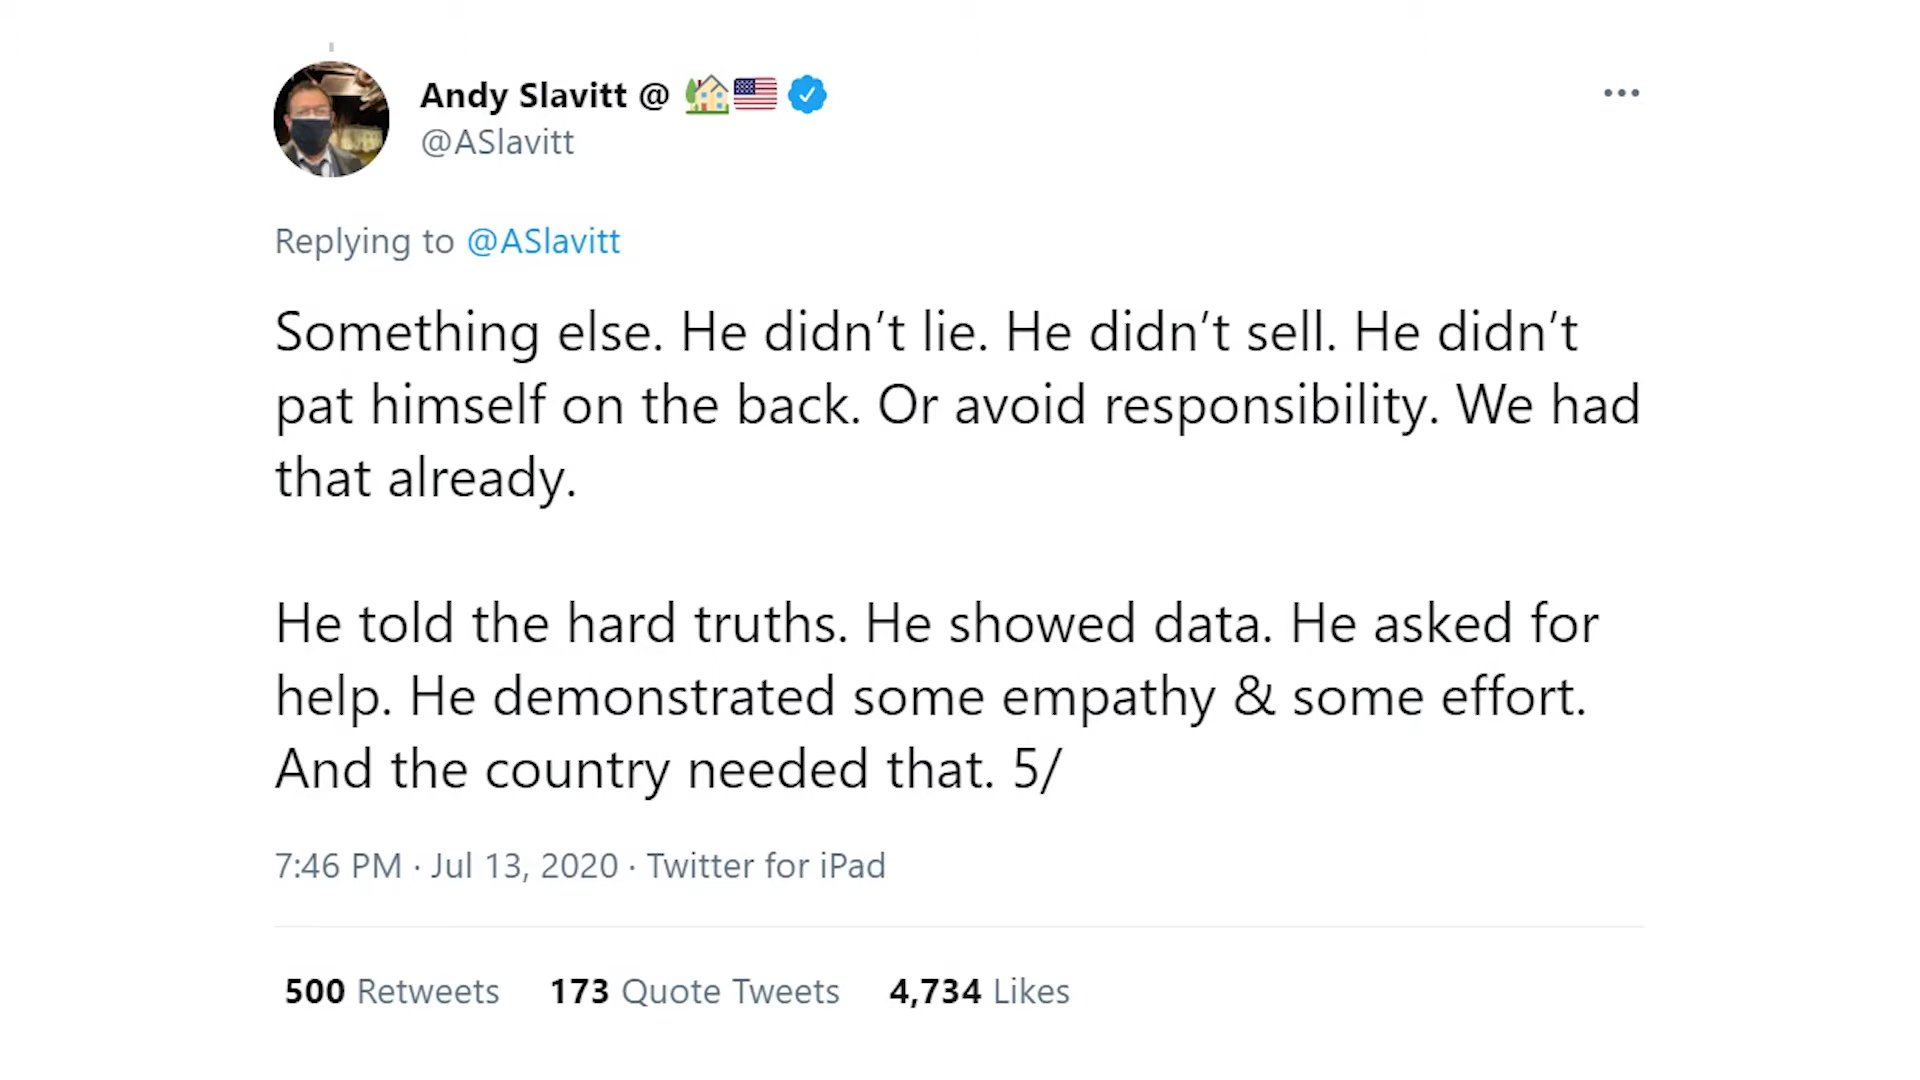 Andy Slavitt @ 🏡🇺🇸
@ASlavitt
Replying to @ASlavitt
Something else. He didn’t lie. He didn’t sell. He didn’t
pat himself on the back. Or avoid responsibility. We had
that already.
He told the hard truths. He showed data. He asked for
help. He demonstrated some empathy & some effort.
And the country needed that. 5/
7:46 PM · Jul 13, 2020 · Twitter for iPad
500 Retweets 173 Quote Tweets 4,734 Likes